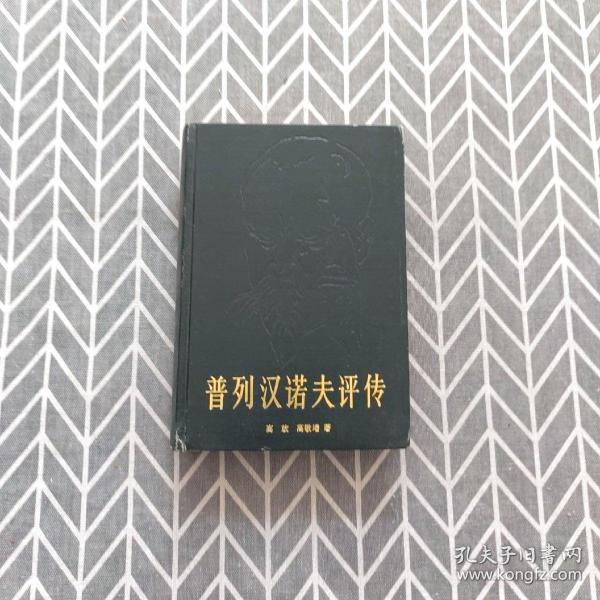 普列汉诺夫评传
高放 高敬增 著
孔夫子旧书网
www.kongfz.com